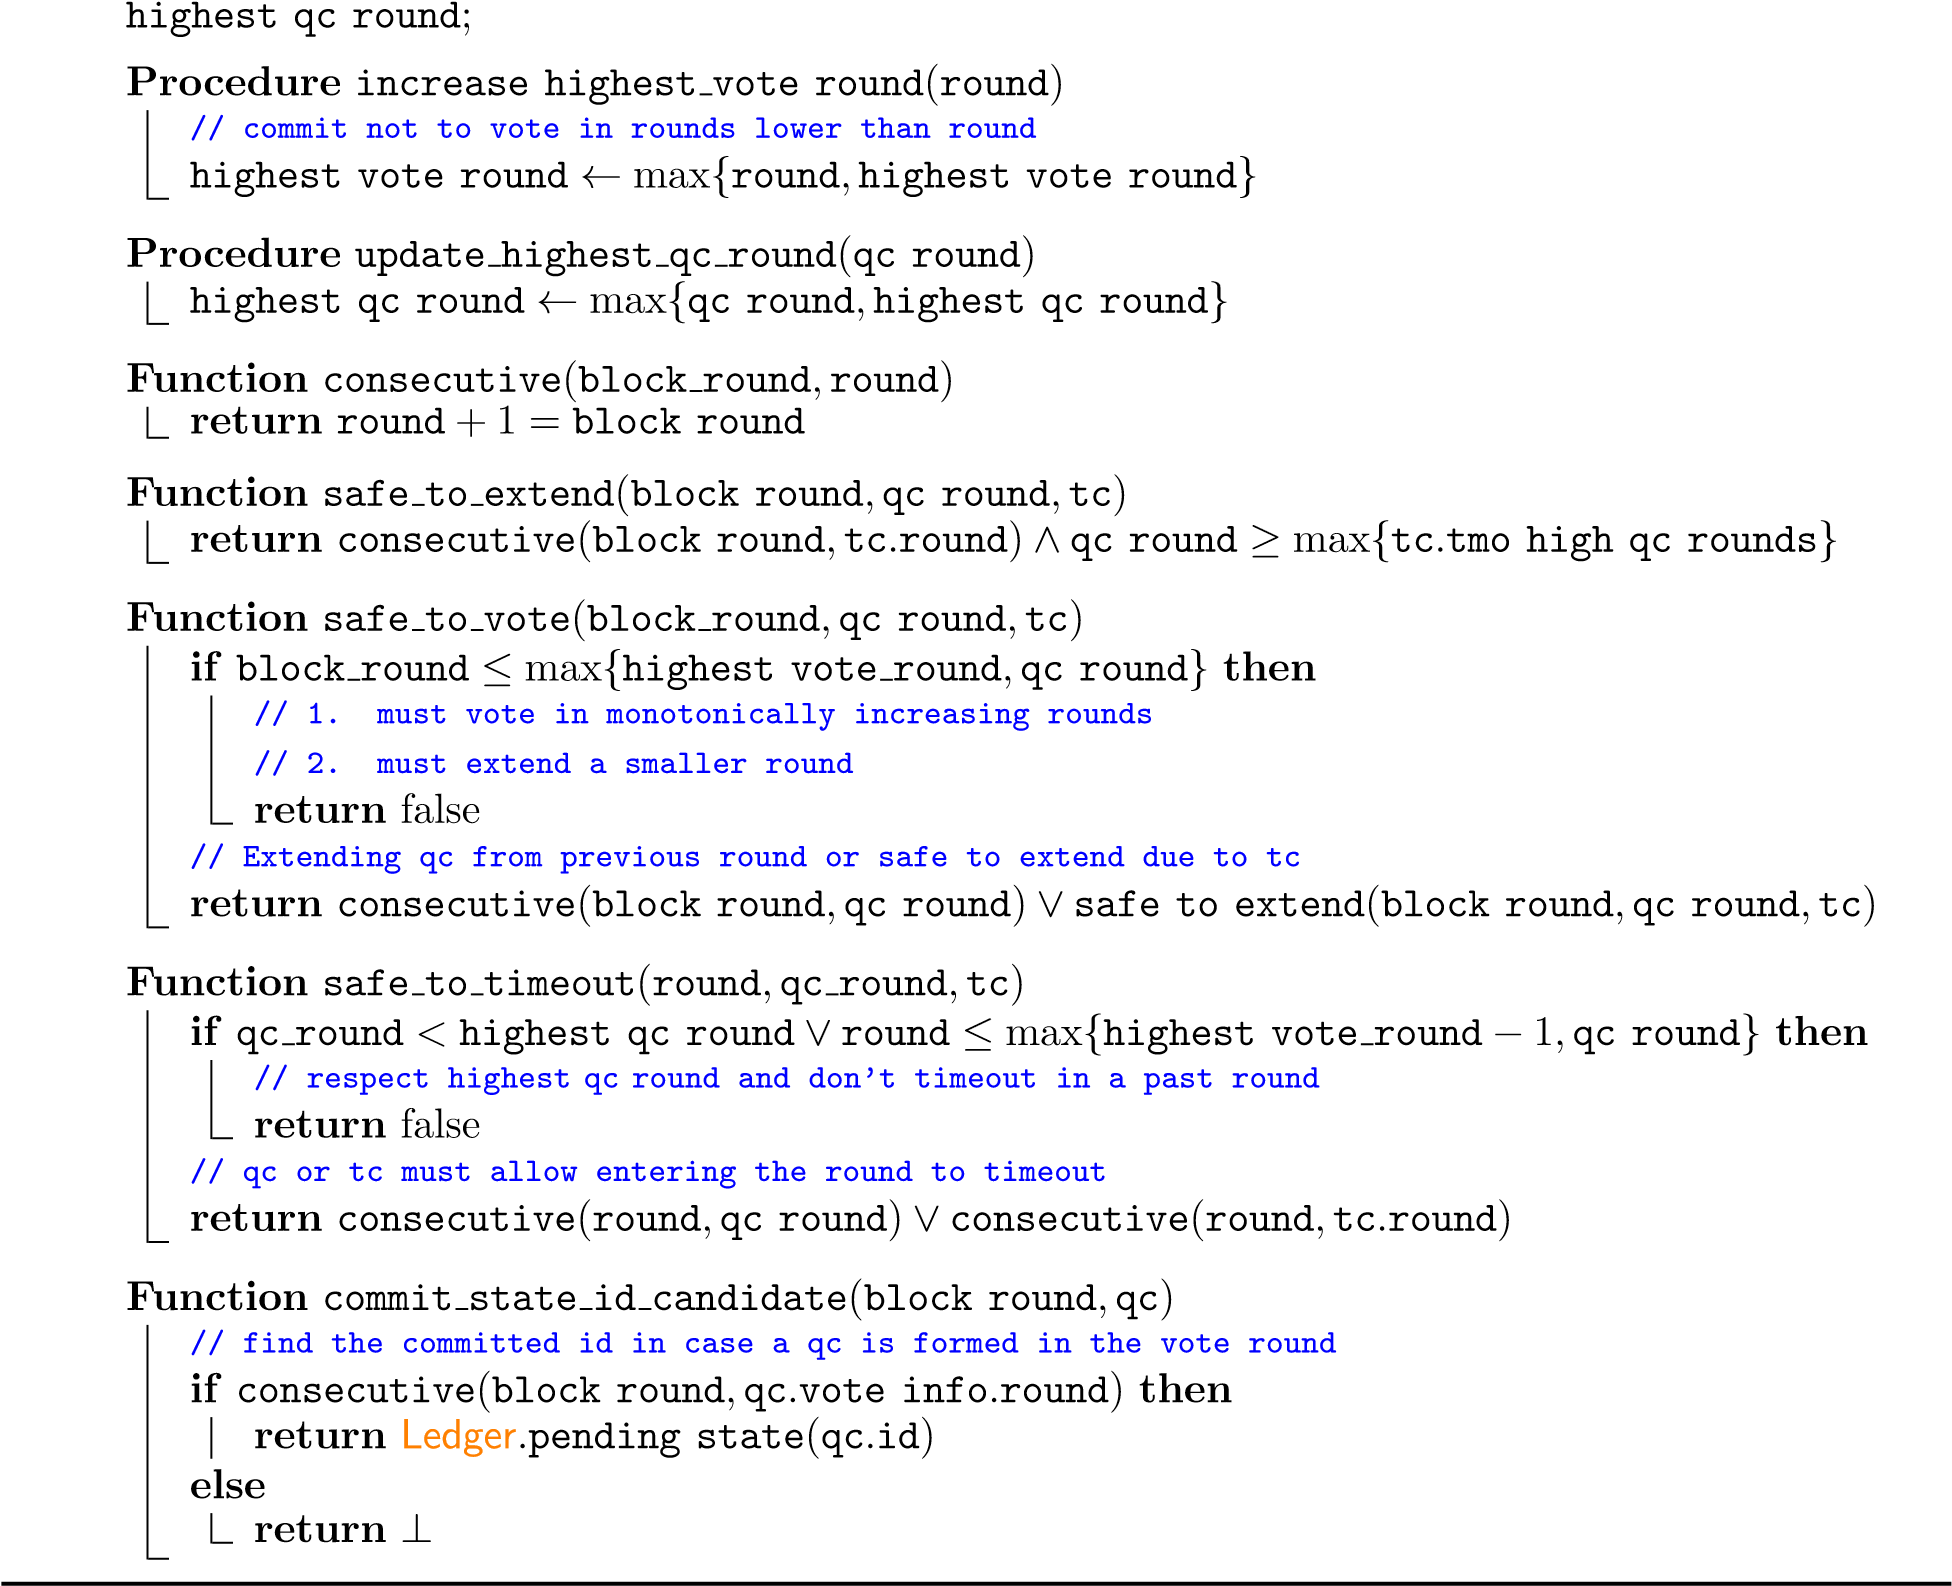 highest qc round;
Procedure increase highest_vote round(round)
// commit not to vote in rounds lower than round
highest vote round ← max{round, highest vote round}
Procedure update_highest_qc_round(qc round)
highest qc round ← max{qc round, highest qc round}
Function consecutive(block_round, round)
return round + 1 = block round
Function safe_to_extend(block round, qc round, tc)
return consecutive(block round, tc.round) ∧ qc round ≥ max{tc.tmo high qc rounds}
Function safe_to_vote(block_round, qc round, tc)
if block_round ≤ max{highest vote_round, qc round} then
// 1. must vote in monotonically increasing rounds
// 2. must extend a smaller round
return false
// Extending qc from previous round or safe to extend due to tc
return consecutive(block round, qc round) ∨ safe to extend(block round, qc round, tc)
Function safe_to_timeout(round, qc_round, tc)
if qc_round < highest qc round ∨ round ≤ max{highest vote_round − 1, qc round} then
// respect highest qc round and don't timeout in a past round
return false
// qc or tc must allow entering the round to timeout
return consecutive(round, qc round) ∨ consecutive(round, tc.round)
Function commit_state_id_candidate(block round, qc)
// find the committed id in case a qc is formed in the vote round
if consecutive(block round, qc.vote info.round) then
return Ledger.pending state(qc.id)
else
return ⊥